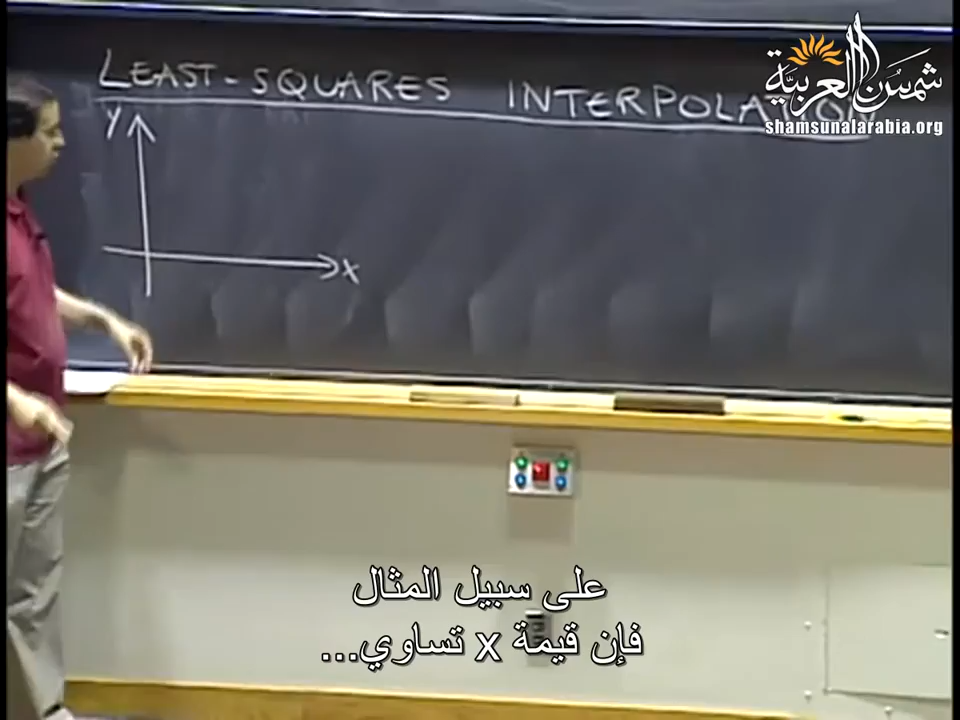 LEAST-SQUARES INTERPOLATION
شمس العربية
shamsunalarabia.org
y
x
على سبيل المثال
فإن قيمة x تساوي...